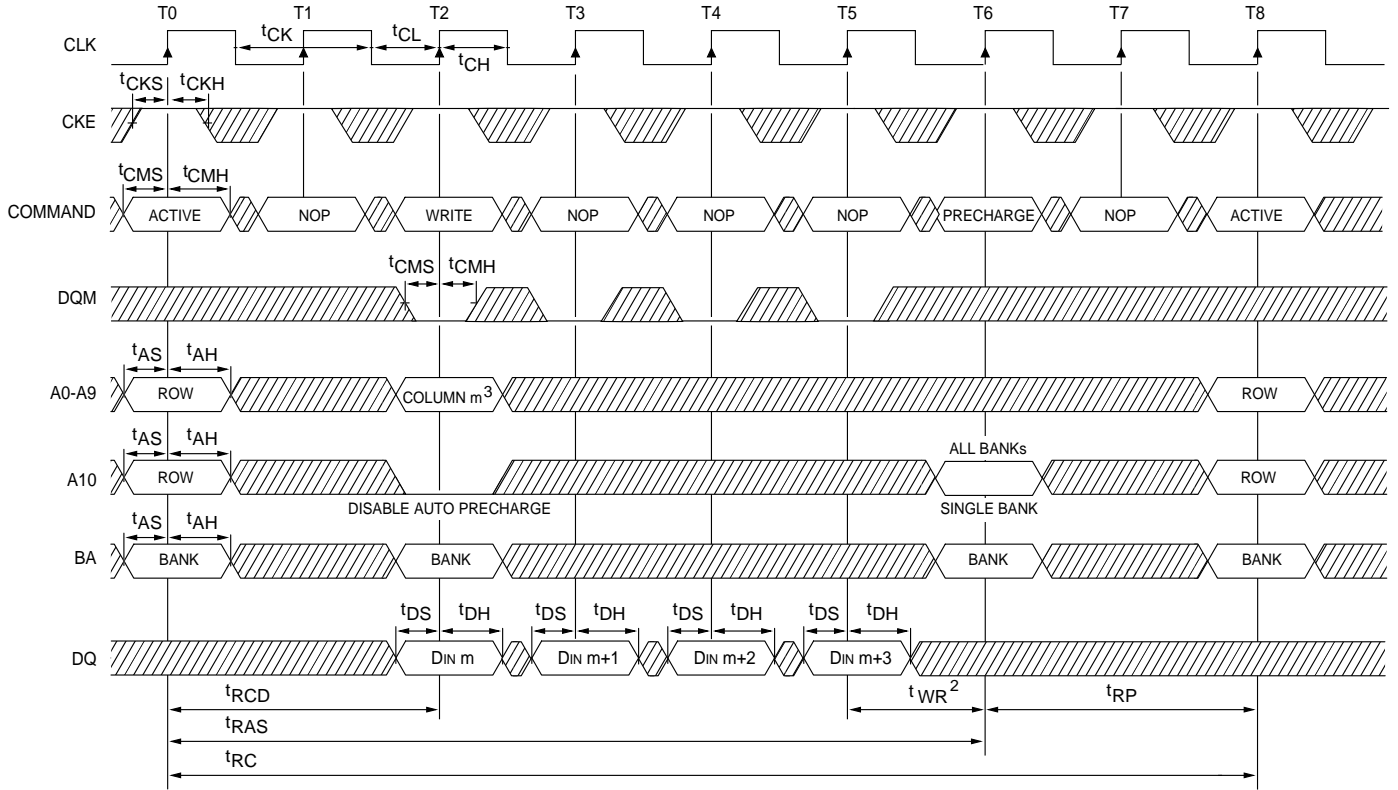 T0 T1 T2 T3 T4 T5 T6 T7 T8
CLK tCK tCL tCH
tCKS tCKH
CKE
tCMS tCMH
COMMAND ACTIVE NOP WRITE NOP NOP NOP PRECHARGE NOP ACTIVE
tCMS tCMH
DQM
tAS tAH
A0-A9 ROW COLUMN m3 ROW
tAS tAH ALL BANKs
A10 ROW ROW
DISABLE AUTO PRECHARGE SINGLE BANK
tAS tAH
BA BANK BANK BANK BANK
tDS tDH tDS tDH tDS tDH tDS tDH
DQ DIN m DIN m+1 DIN m+2 DIN m+3
tRCD tWR2 tRP
tRAS
tRC